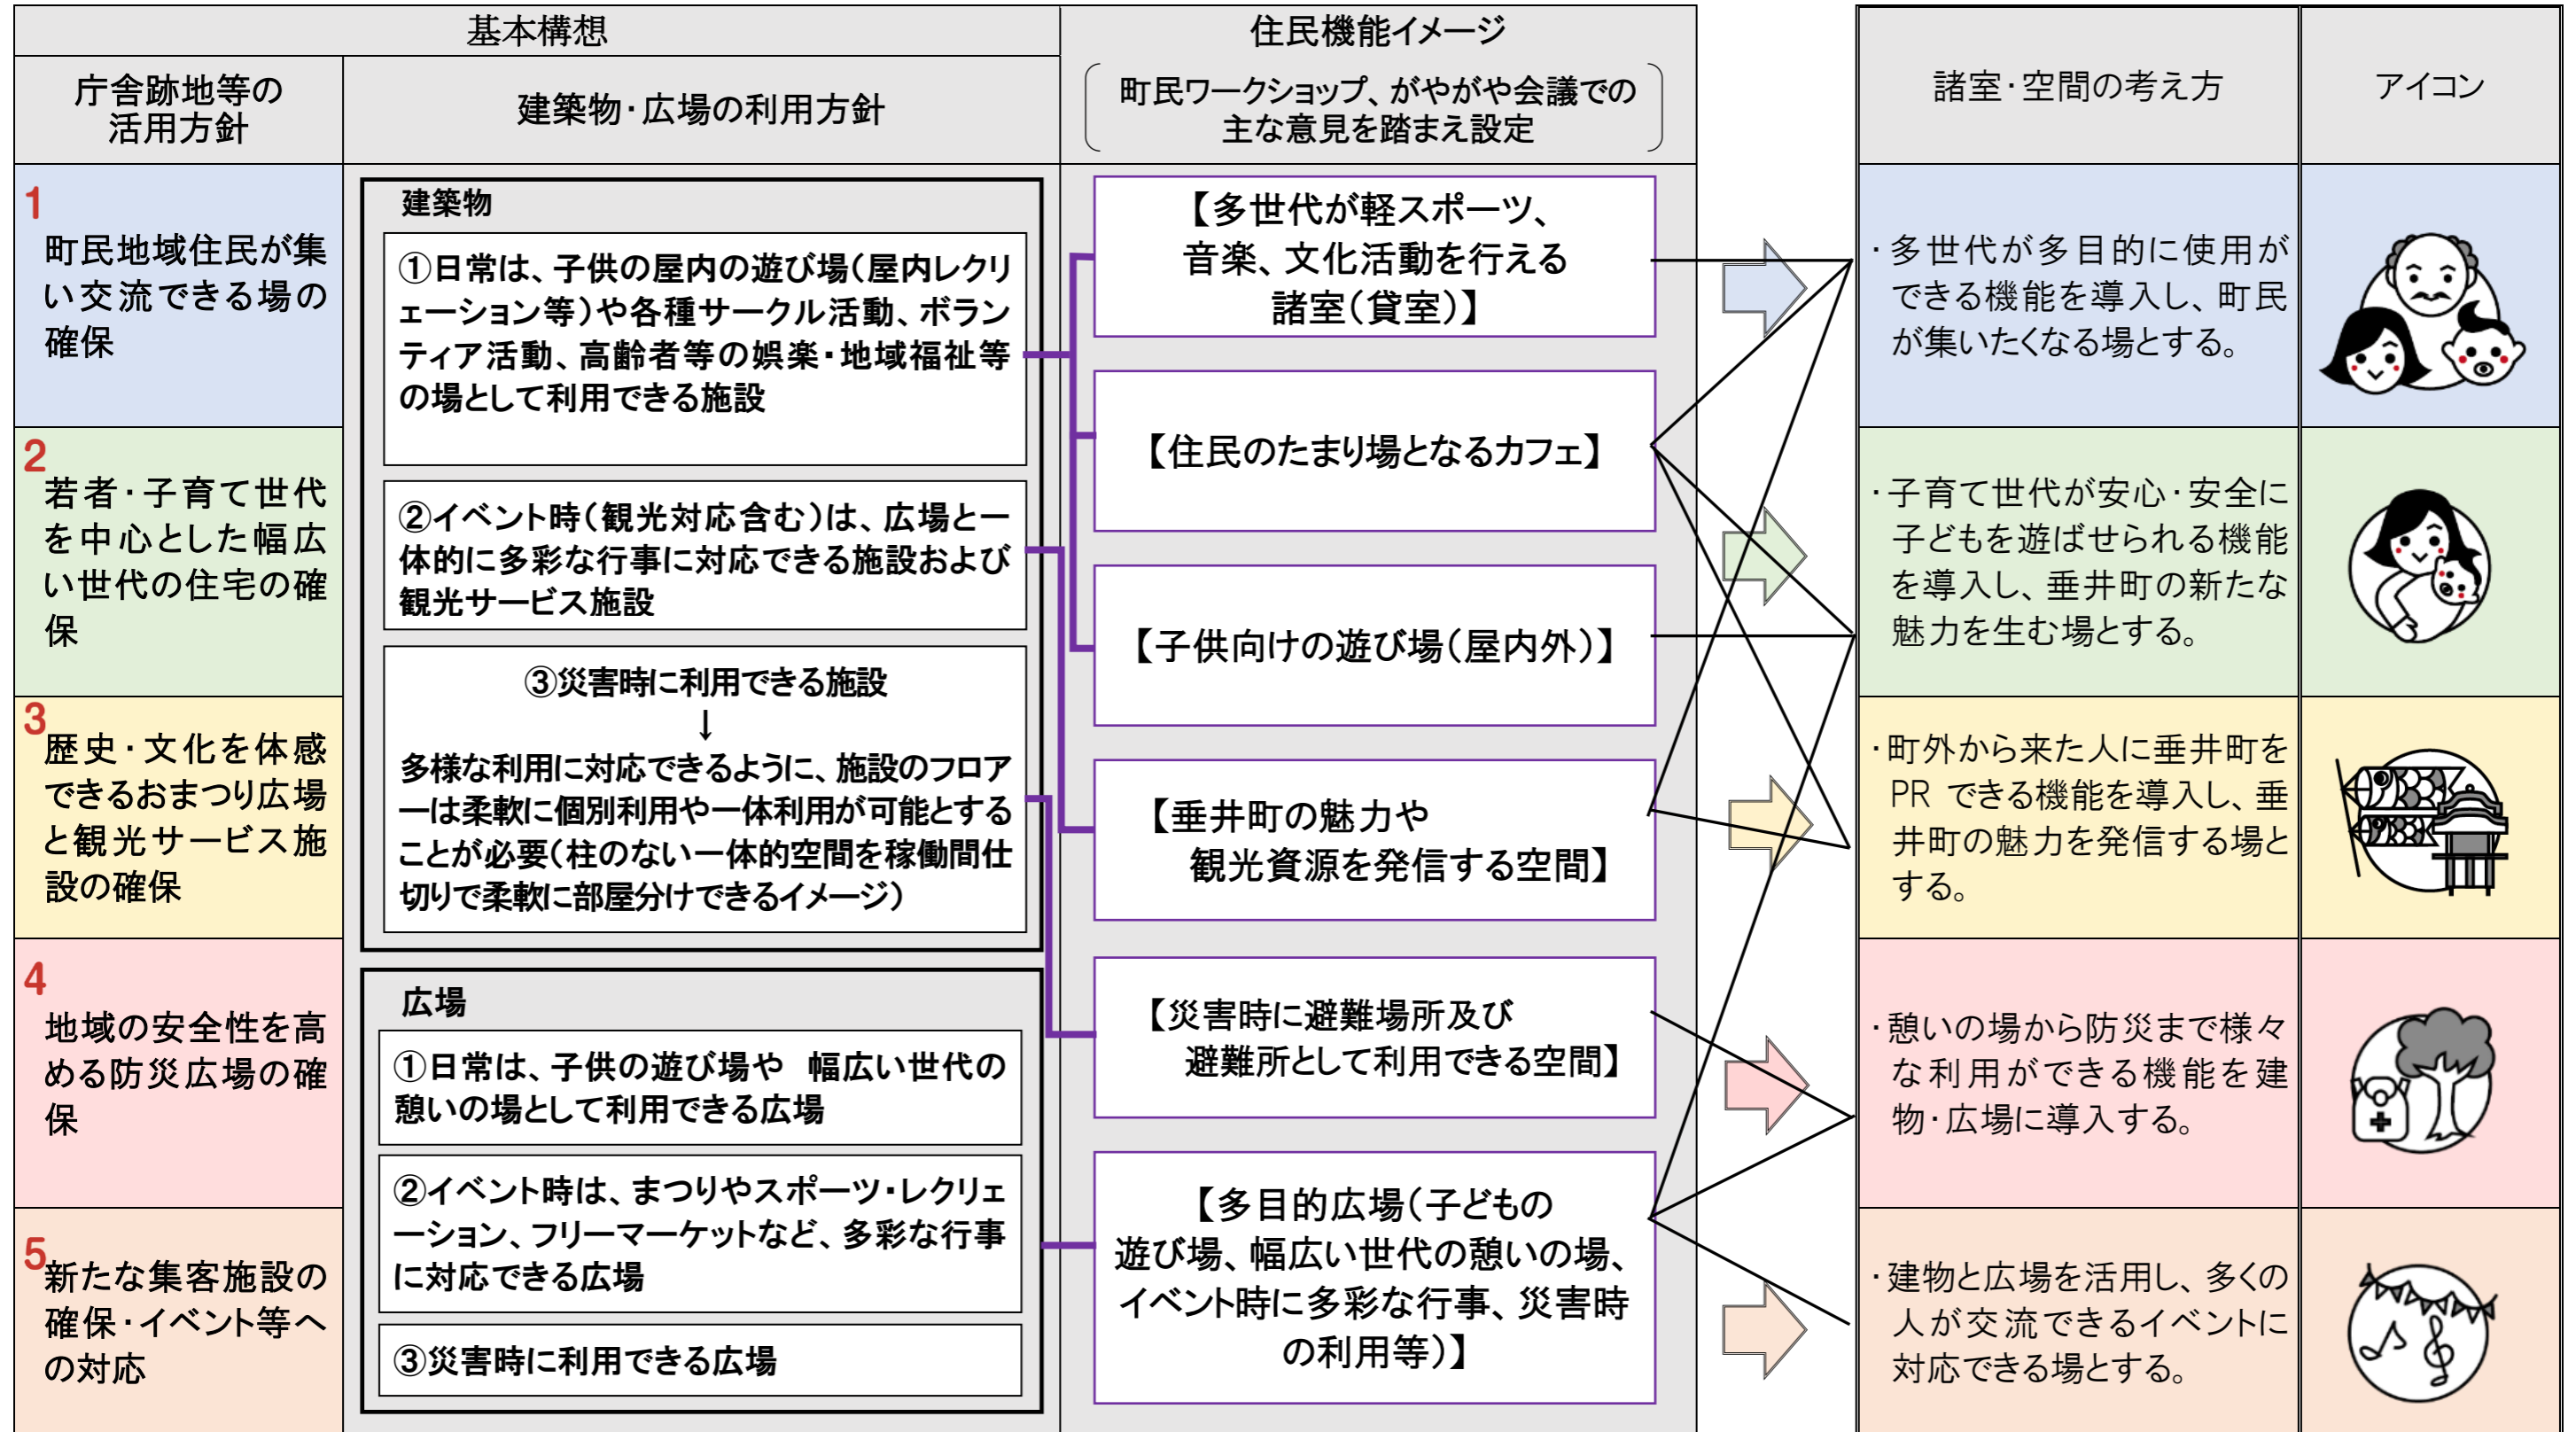 基本構想
庁舎跡地等の
活用方針
建築物・広場の利用方針
住民機能イメージ
町民ワークショップ、がやがや会議での
主な意見を踏まえ設定
諸室・空間の考え方
アイコン
1
町民地域住民が集
い交流できる場の
確保
2
若者・子育て世代
を中心とした幅広
い世代の住宅の確
保
3
歴史・文化を体感
できるおまつり広場
と観光サービス施
設の確保
4
地域の安全性を高
める防災広場の確
保
5
新たな集客施設の
確保・イベント等へ
の対応
建築物
①日常は、子供の屋内の遊び場（屋内レクリ
ェーション等）や各種サークル活動、ボラン
ティア活動、高齢者等の娯楽・地域福祉等
の場として利用できる施設
②イベント時（観光対応含む）は、広場と一
体的に多彩な行事に対応できる施設および
観光サービス施設
③災害時に利用できる施設
↓
多様な利用に対応できるように、施設のフロア
ーは柔軟に個別利用や一体利用が可能とする
ことが必要（柱のない一体的空間を稼働間仕
切りで柔軟に部屋分けできるイメージ）
広場
①日常は、子供の遊び場や 幅広い世代の
憩いの場として利用できる広場
②イベント時は、まつりやスポーツ・レクリェ
ーション、フリーマーケットなど、多彩な行事
に対応できる広場
③災害時に利用できる広場
【多世代が軽スポーツ、
音楽、文化活動を行える
諸室（貸室）】
【住民のたまり場となるカフェ】
【子供向けの遊び場（屋内外）】
【垂井町の魅力や
観光資源を発信する空間】
【災害時に避難場所及び
避難所として利用できる空間】
【多目的広場（子どもの
遊び場、幅広い世代の憩いの場、
イベント時に多彩な行事、災害時
の利用等）】
・多世代が多目的に使用が
できる機能を導入し、町民
が集いたくなる場とする。
・子育て世代が安心・安全に
子どもを遊ばせられる機能
を導入し、垂井町の新たな
魅力を生む場とする。
・町外から来た人に垂井町を
PR できる機能を導入し、垂
井町の魅力を発信する場と
する。
・憩いの場から防災まで様々
な利用ができる機能を建
物・広場に導入する。
・建物と広場を活用し、多くの
人が交流できるイベントに
対応できる場とする。